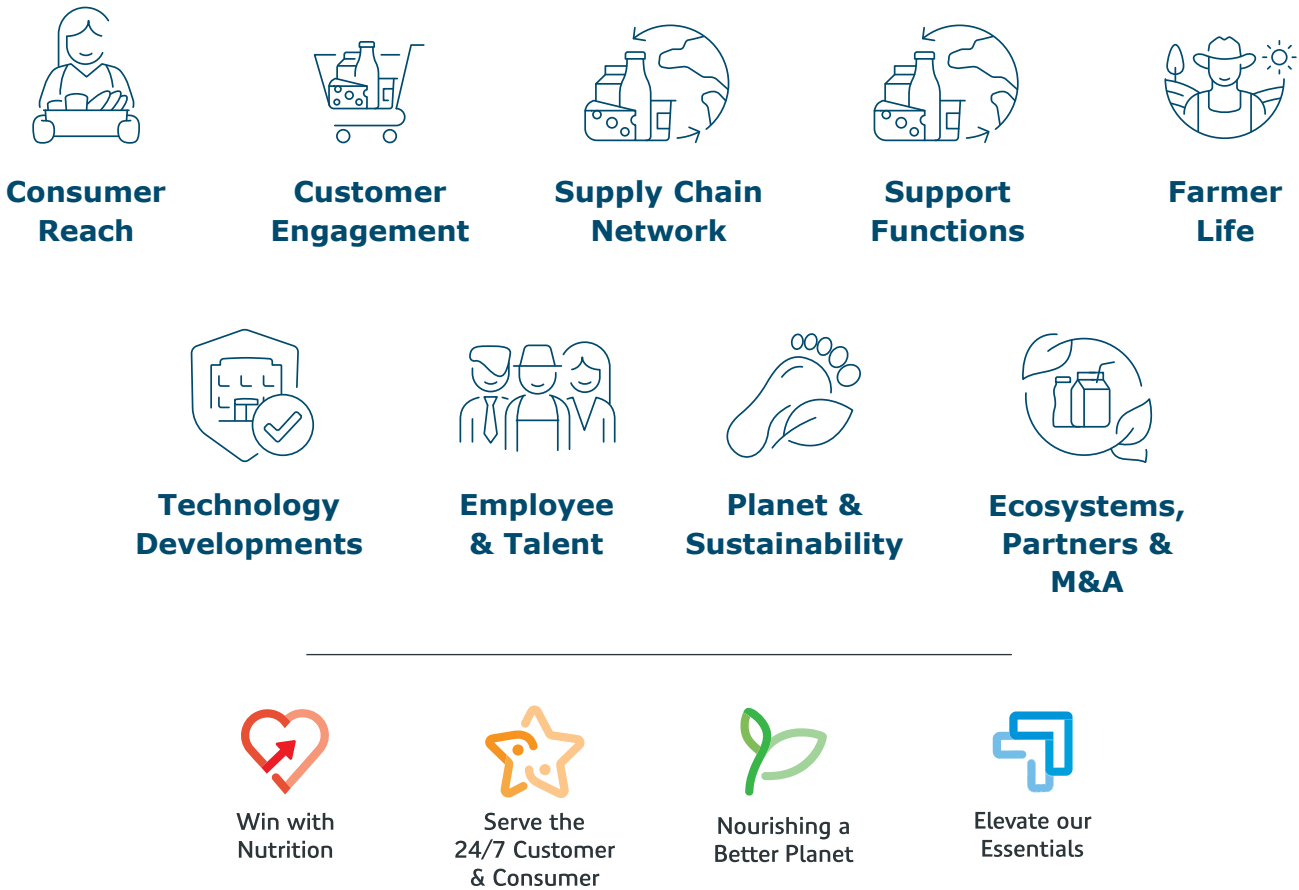 Consumer
Reach
Customer
Engagement
Supply Chain
Network
Support
Functions
Farmer
Life
Technology
Developments
Employee
& Talent
Planet &
Sustainability
Ecosystems,
Partners &
M&A
Win with
Nutrition
Serve the
24/7 Customer
& Consumer
Nourishing a
Better Planet
Elevate our
Essentials